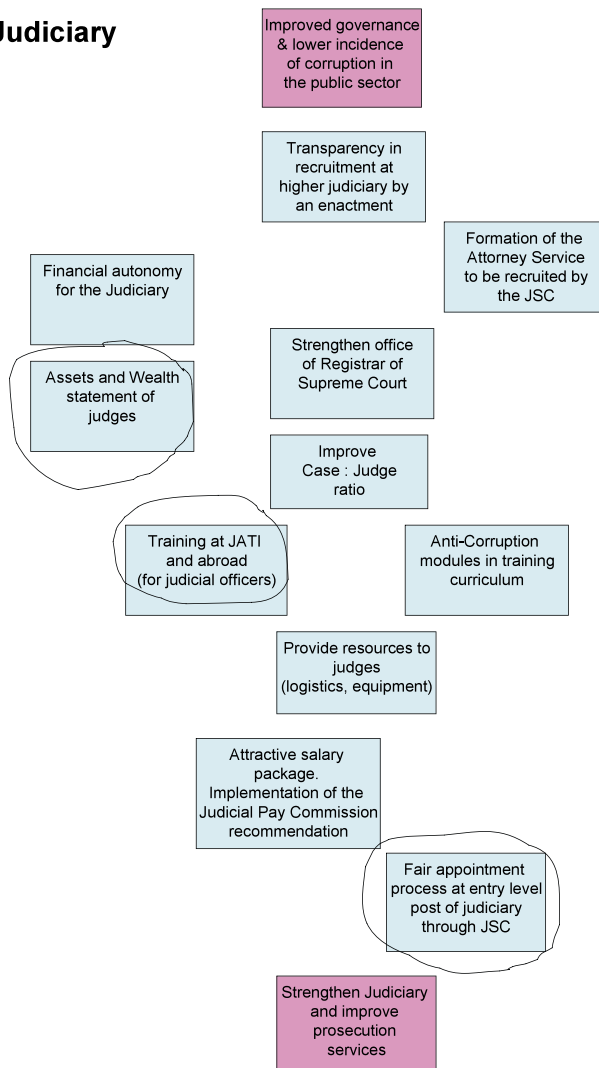 Judiciary
Improved governance
& lower incidence
of corruption in
the public sector
Transparency in
recruitment at
higher judiciary by
an enactment
Formation of the
Attorney Service
to be recruited by
the JSC
Financial autonomy
for the Judiciary
Strengthen office
of Registrar of
Supreme Court
Assets and Wealth
statement of
judges
Improve
Case : Judge
ratio
Training at JATI
and abroad
(for judicial officers)
Anti-Corruption
modules in training
curriculum
Provide resources to
judges
(logistics, equipment)
Attractive salary
package.
Implementation of the
Judicial Pay Commission
recommendation
Fair appointment
process at entry level
post of judiciary
through JSC
Strengthen Judiciary
and improve
prosecution
services